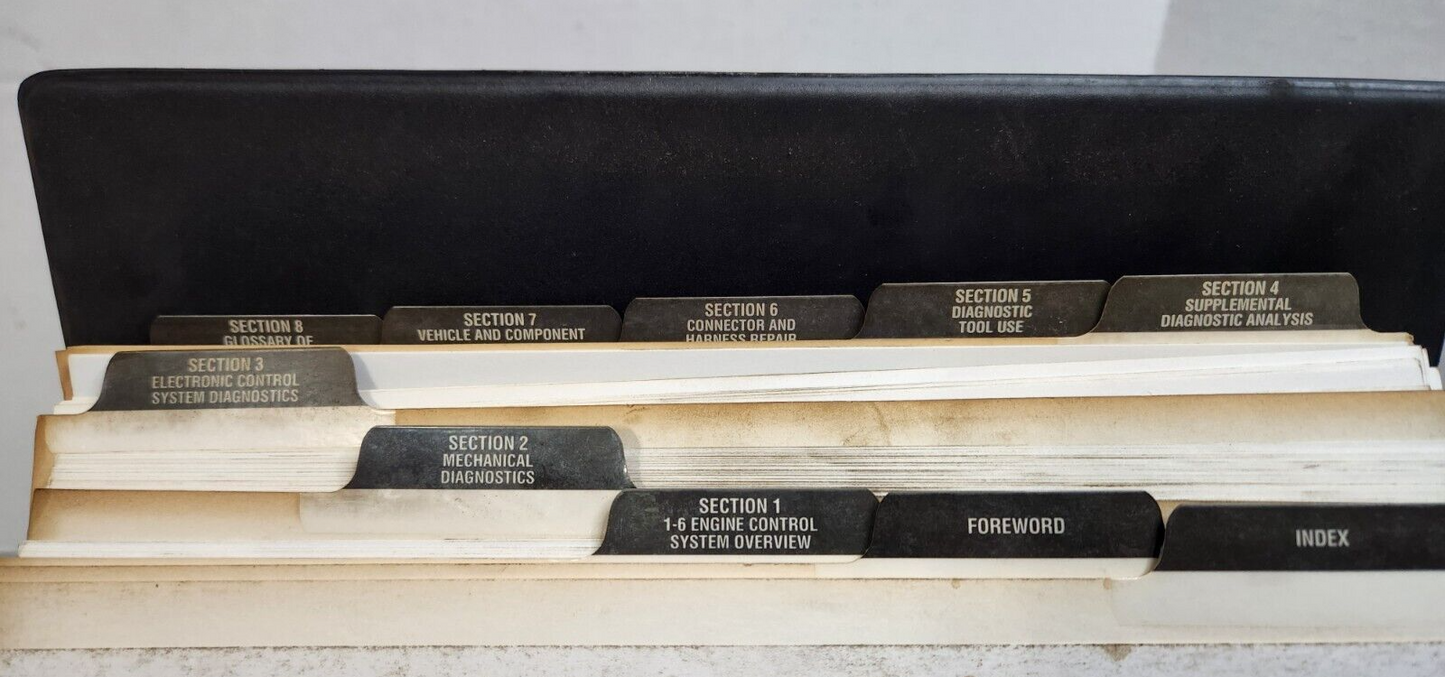 SECTION 8
GLOSSARY OF
SECTION 7
VEHICLE AND COMPONENT
SECTION 6
CONNECTOR AND
HARNESS REPAIR
SECTION 5
DIAGNOSTIC
TOOL USE
SECTION 4
SUPPLEMENTAL
DIAGNOSTIC ANALYSIS
SECTION 3
ELECTRONIC CONTROL
SYSTEM DIAGNOSTICS
SECTION 2
MECHANICAL
DIAGNOSTICS
SECTION 1
1-6 ENGINE CONTROL
SYSTEM OVERVIEW
FOREWORD
INDEX